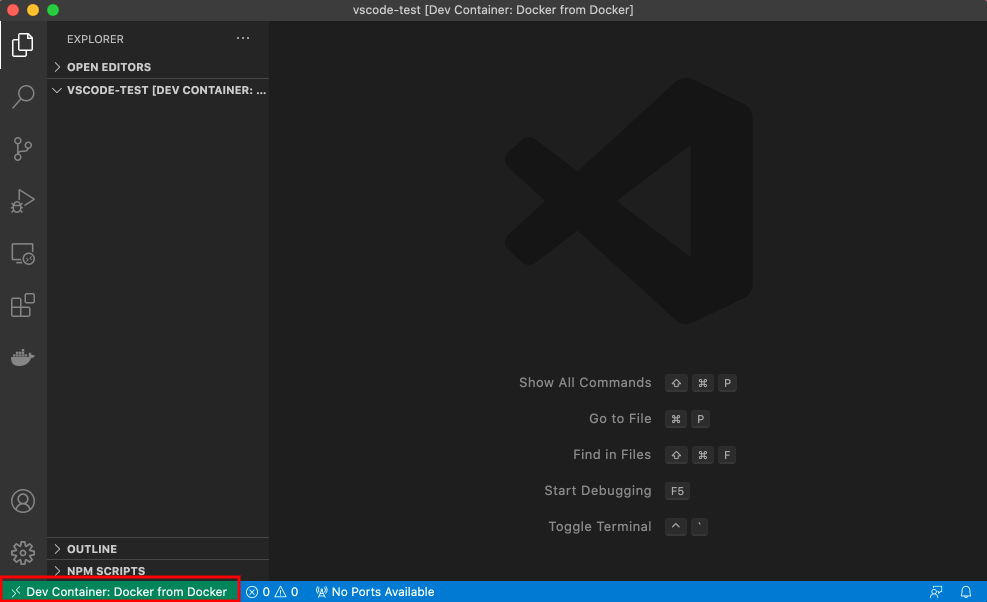 vscode-test [Dev Container: Docker from Docker]
EXPLORER ...
OPEN EDITORS
VSCODE-TEST [DEV CONTAINER: ...
Show All Commands ⇧ ⌘ P
Go to File ⌘ P
Find in Files ⇧ ⌘ F
Start Debugging F5
Toggle Terminal ^ `
OUTLINE
NPM SCRIPTS
Dev Container: Docker from Docker 0 0 No Ports Available